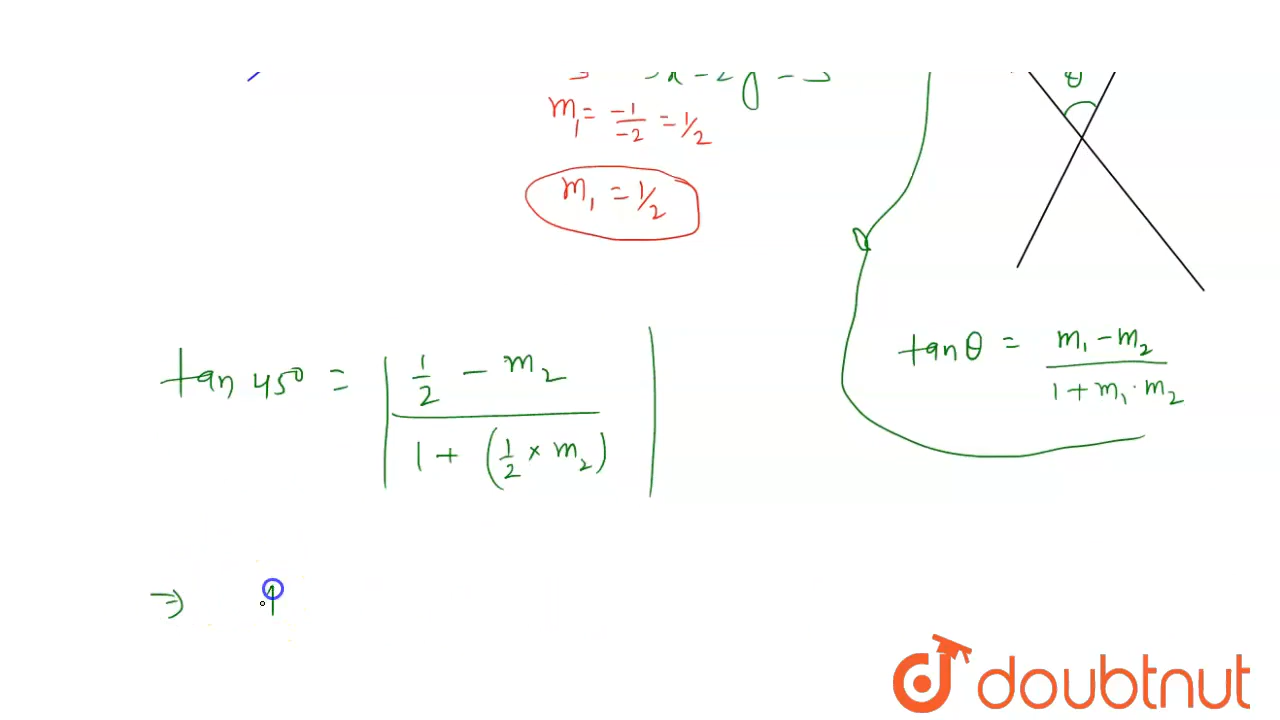 θ
m₁ = -1/-2 = 1/2
m₁ = 1/2
tan θ = (m₁ - m₂)/(1 + m₁ · m₂)
tan 45° = | (1/2 - m₂)/(1 + (1/2 × m₂)) |
⇒ 1
doubtnut